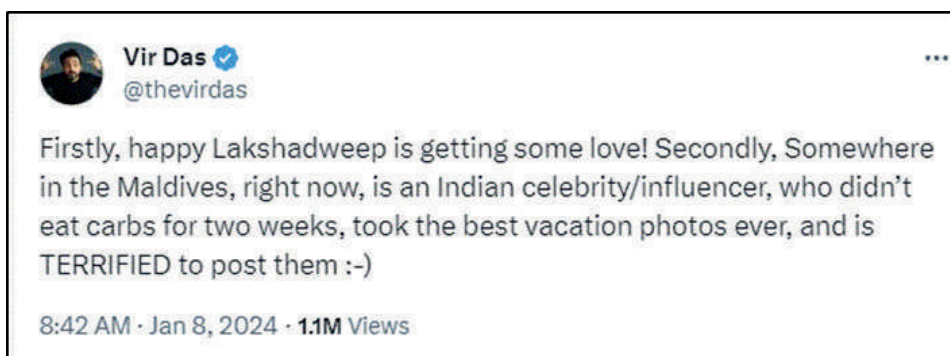 Vir Das
@thevirdas
Firstly, happy Lakshadweep is getting some love! Secondly, Somewhere
in the Maldives, right now, is an Indian celebrity/influencer, who didn’t
eat carbs for two weeks, took the best vacation photos ever, and is
TERRIFIED to post them :-)
8:42 AM · Jan 8, 2024 · 1.1M Views